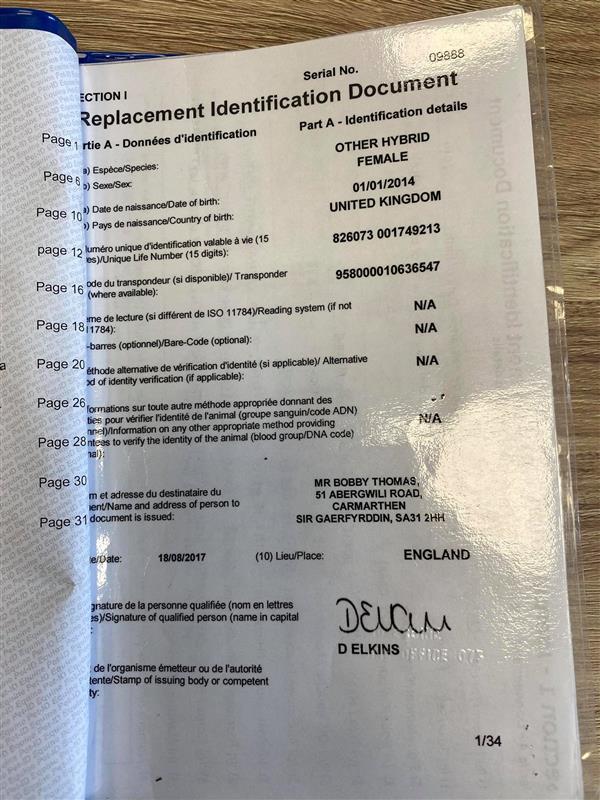 Serial No. 09888
ECTION I
Replacement Identification Document
rtie A - Données d'identification Part A - Identification details
Page 1
) Espèce/Species: OTHER HYBRID
Page 6
) Sexe/Sex: FEMALE
) Date de naissance/Date of birth: 01/01/2014
Page 10
) Pays de naissance/Country of birth: UNITED KINGDOM
page 12
uméro unique d'identification valable à vie (15
es)/Unique Life Number (15 digits): 826073 001749213
Page 16
ode du transpondeur (si disponible)/ Transponder
(where available): 958000010636547
me de lecture (si différent de ISO 11784)/Reading system (if not
Page 18
11784): N/A
-barres (optionnel)/Bare-Code (optional): N/A
Page 20
éthode alternative de vérification d'identité (si applicable)/ Alternative
od of identity verification (if applicable): N/A
Page 26
formations sur toute autre méthode appropriée donnant des
ties pour vérifier l'identité de l'animal (groupe sanguin/code ADN)
nnel)/Information on any other appropriate method providing
Page 28
ntees to verify the identity of the animal (blood group/DNA code)
nal): N/A
Page 30
m et adresse du destinataire du
ent/Name and address of person to
Page 31
document is issued:
MR BOBBY THOMAS,
51 ABERGWILI ROAD,
CARMARTHEN
SIR GAERFYRDDIN, SA31 2HH
e/Date: 18/08/2017 (10) Lieu/Place: ENGLAND
gnature de la personne qualifiée (nom en lettres
es)/Signature of qualified person (name in capital
:
D ELKINS
de l'organisme émetteur ou de l'autorité
tente/Stamp of issuing body or competent
ty:
1/34